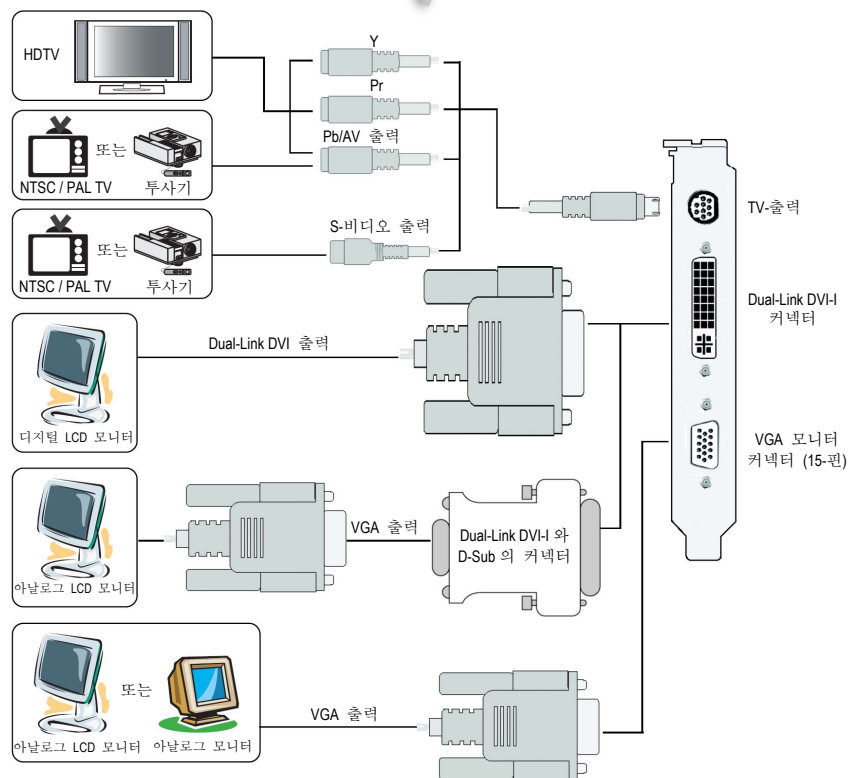 HDTV
Y
Pr
Pb/AV 출력
또는
NTSC / PAL TV
투사기
S-비디오 출력
또는
NTSC / PAL TV
투사기
TV-출력
Dual-Link DVI-I
커넥터
VGA 모니터
커넥터 (15-핀)
Dual-Link DVI 출력
디지털 LCD 모니터
VGA 출력
Dual-Link DVI-I 와
D-Sub 의 커넥터
아날로그 LCD 모니터
또는
VGA 출력
아날로그 LCD 모니터
아날로그 모니터